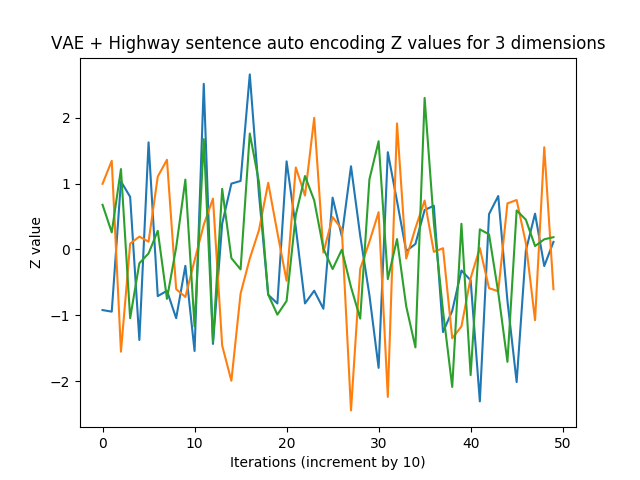 VAE + Highway sentence auto encoding Z values for 3 dimensions
Z value
2
1
0
−1
−2
0 10 20 30 40 50
Iterations (increment by 10)